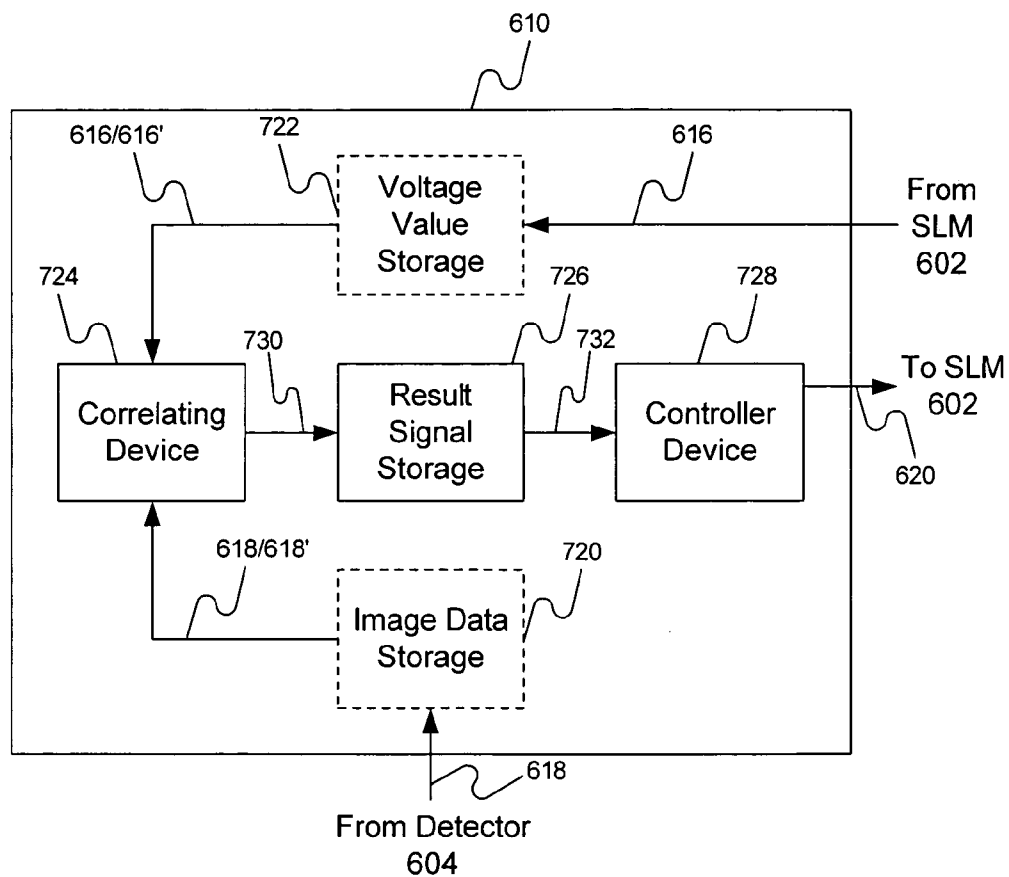 610
616/616'
722
616
Voltage
Value
Storage
From
SLM
602
724
726
728
730
732
Correlating
Device
Result
Signal
Storage
Controller
Device
To SLM
602
620
618/618'
720
Image Data
Storage
618
From Detector
604